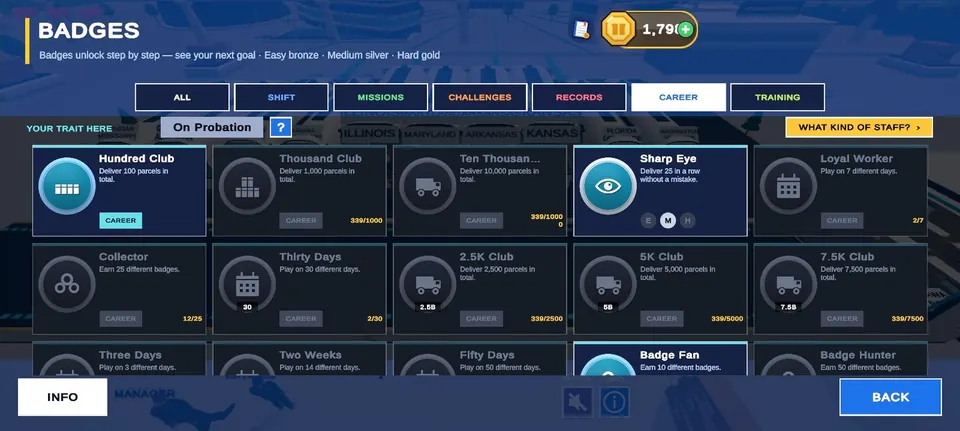 BADGES
Badges unlock step by step — see your next goal · Easy bronze · Medium silver · Hard gold
ALL
SHIFT
MISSIONS
CHALLENGES
RECORDS
CAREER
TRAINING
YOUR TRAIT HERE
On Probation
?
ILLINOIS
MARYLAND
ARKANSAS
KANSAS
FLORIDA
WHAT KIND OF STAFF? ›
Hundred Club
Deliver 100 parcels in
total.
CAREER
Thousand Club
Deliver 1,000 parcels in
total.
CAREER
339/1000
Ten Thousan...
Deliver 10,000 parcels in
total.
CAREER
339/1000
0
Sharp Eye
Deliver 25 in a row
without a mistake.
E
M
H
Loyal Worker
Play on 7 different days.
CAREER
2/7
Collector
Earn 25 different badges.
CAREER
12/25
Thirty Days
Play on 30 different days.
30
CAREER
2/30
2.5K Club
Deliver 2,500 parcels in
total.
2.5B
CAREER
339/2500
5K Club
Deliver 5,000 parcels in
total.
5B
CAREER
339/5000
7.5K Club
Deliver 7,500 parcels in
total.
7.5B
CAREER
339/7500
Three Days
Play on 3 different days.
Two Weeks
Play on 14 different days.
Fifty Days
Play on 50 different days.
Badge Fan
Earn 10 different badges.
Badge Hunter
Earn 50 different badges.
INFO
MANAGER
BACK